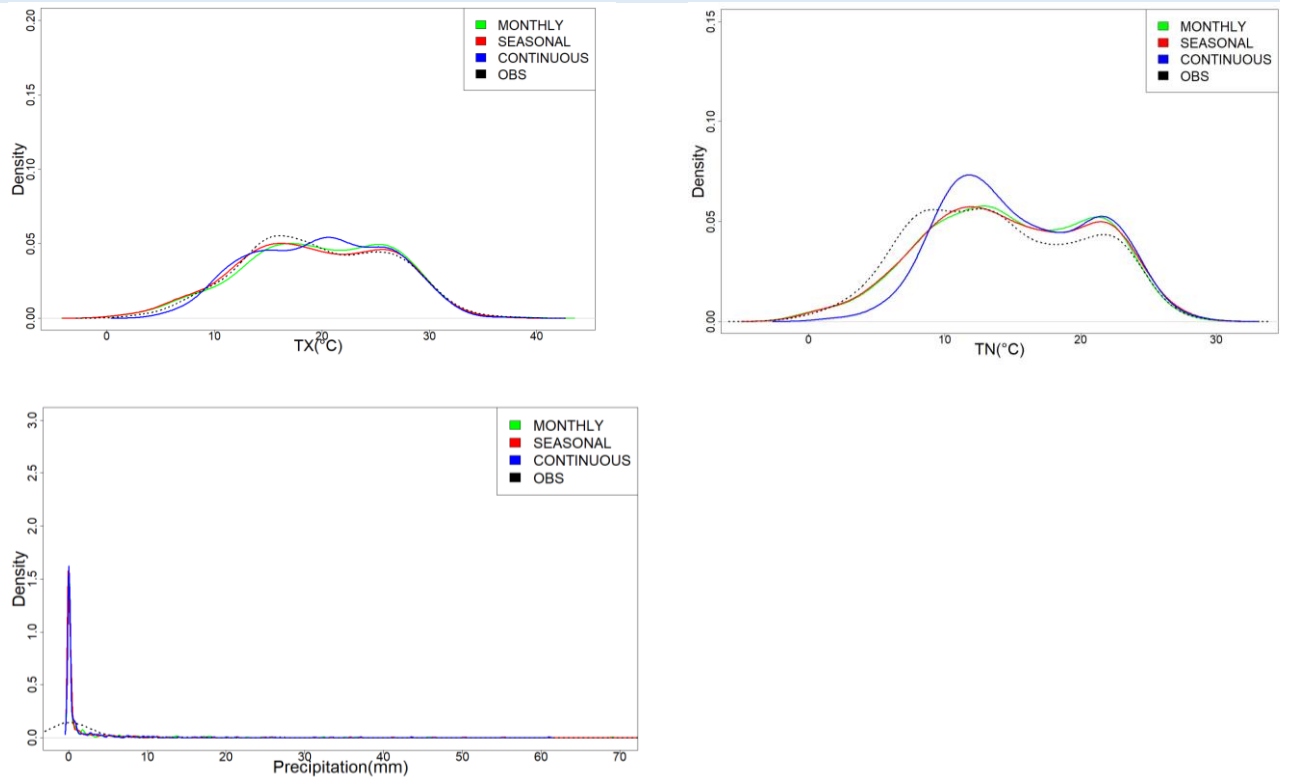 MONTHLY
SEASONAL
CONTINUOUS
OBS
Density
0.20
0.15
0.10
0.05
0.00
0 10 20 30 40
TX(°C)
MONTHLY
SEASONAL
CONTINUOUS
OBS
Density
0.15
0.10
0.05
0.00
0 10 20 30
TN(°C)
MONTHLY
SEASONAL
CONTINUOUS
OBS
Density
3.0
2.5
2.0
1.5
1.0
0.5
0.0
0 10 20 30 40 50 60 70
Precipitation(mm)